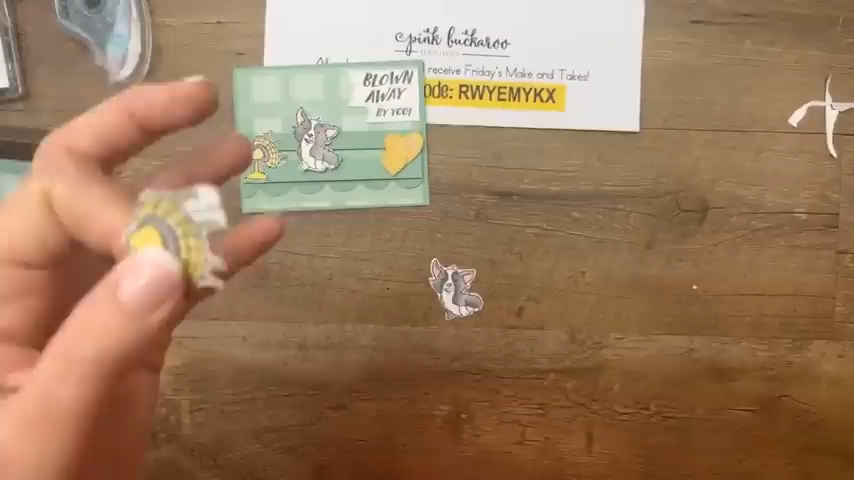 pink buckaroo
receive Friday's Make and Takes!
ode: RWYEMYKX
BLOWN
AWAY
BY YOU!